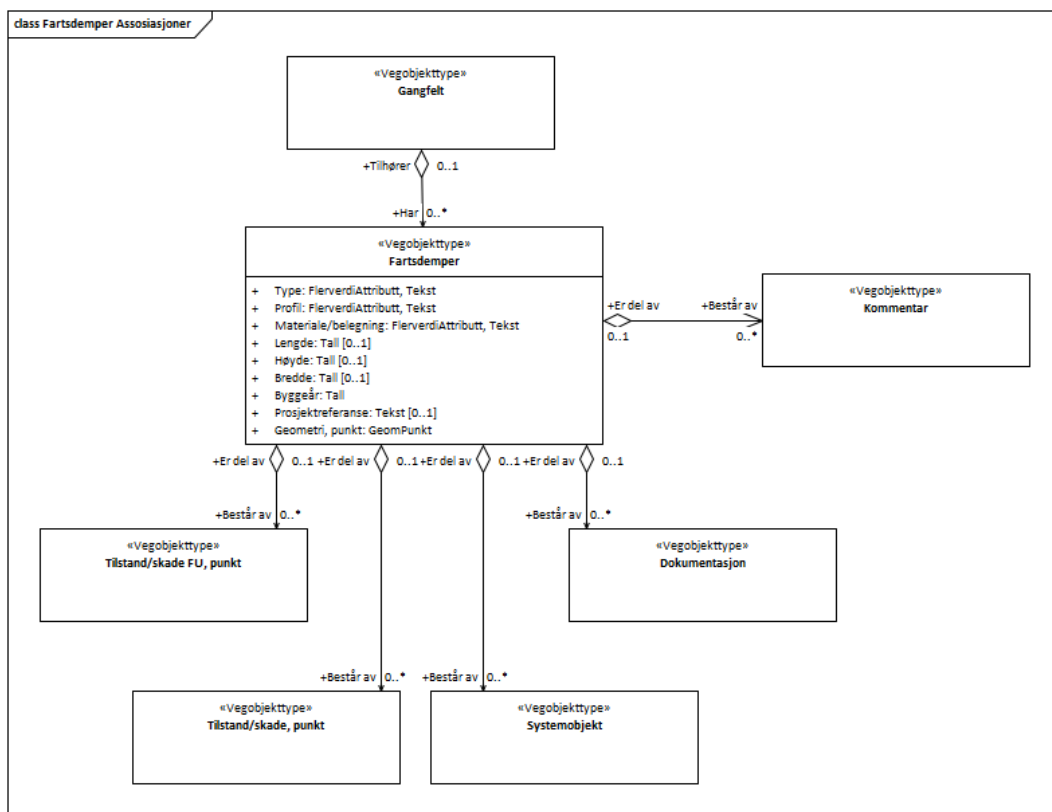 class Fartsdemper Assosiasjoner
«Vegobjekttype»
Gangfelt
+Tilhører 0..1
+Har 0..*
«Vegobjekttype»
Fartsdemper
+ Type: FlerverdiAttributt, Tekst
+ Profil: FlerverdiAttributt, Tekst
+ Materiale/belegning: FlerverdiAttributt, Tekst
+ Lengde: Tall [0..1]
+ Høyde: Tall [0..1]
+ Bredde: Tall [0..1]
+ Byggeår: Tall
+ Prosjektreferanse: Tekst [0..1]
+ Geometri, punkt: GeomPunkt
+Er del av +Består av
0..1 0..*
«Vegobjekttype»
Kommentar
+Er del av 0..1 +Er del av 0..1 +Er del av 0..1 +Er del av 0..1
+Består av 0..* +Består av 0..*
«Vegobjekttype»
Tilstand/skade FU, punkt
«Vegobjekttype»
Dokumentasjon
+Består av 0..* +Består av 0..*
«Vegobjekttype»
Tilstand/skade, punkt
«Vegobjekttype»
Systemobjekt